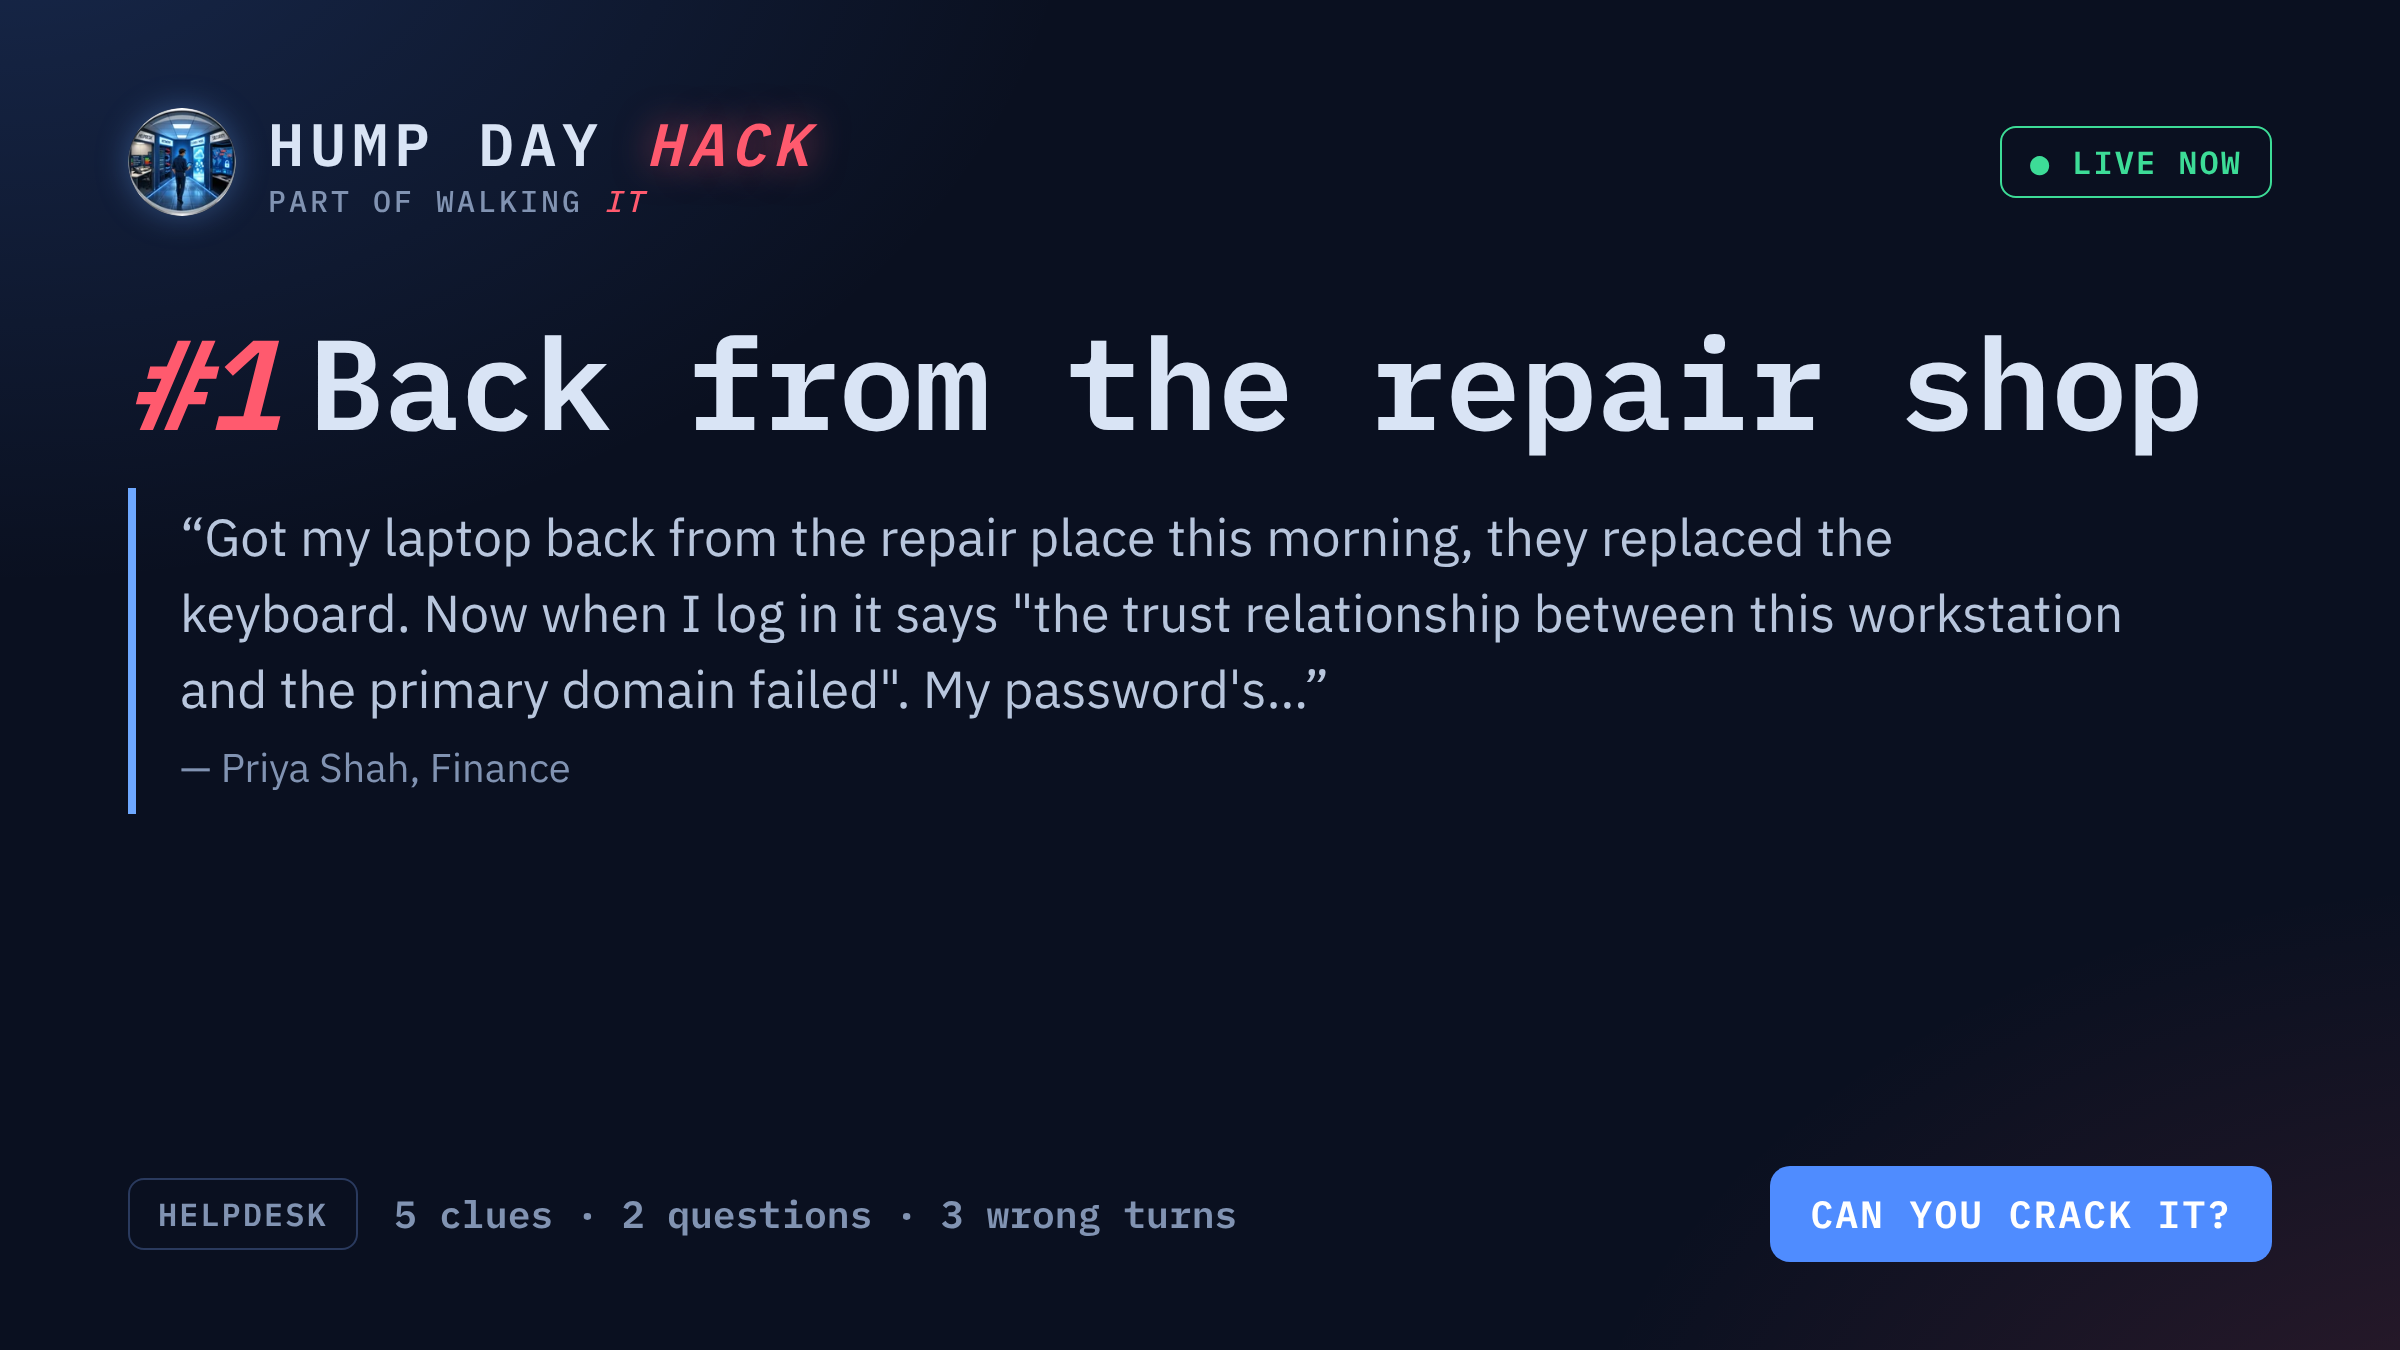 HUMP DAY HACK
PART OF WALKING IT
● LIVE NOW
#1 Back from the repair shop
“Got my laptop back from the repair place this morning, they replaced the
keyboard. Now when I log in it says "the trust relationship between this workstation
and the primary domain failed". My password's...”
— Priya Shah, Finance
HELPDESK
5 clues · 2 questions · 3 wrong turns
CAN YOU CRACK IT?